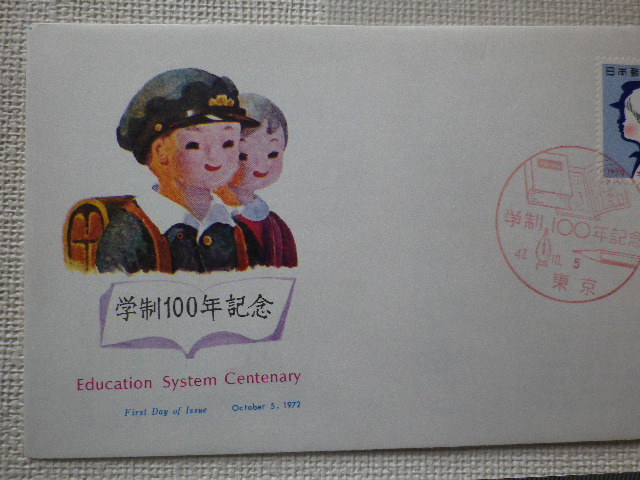 学制100年記念
Education System Centenary
First Day of Issue October 5, 1972
日本郵
学制100年記念
47. 10. 5
東京